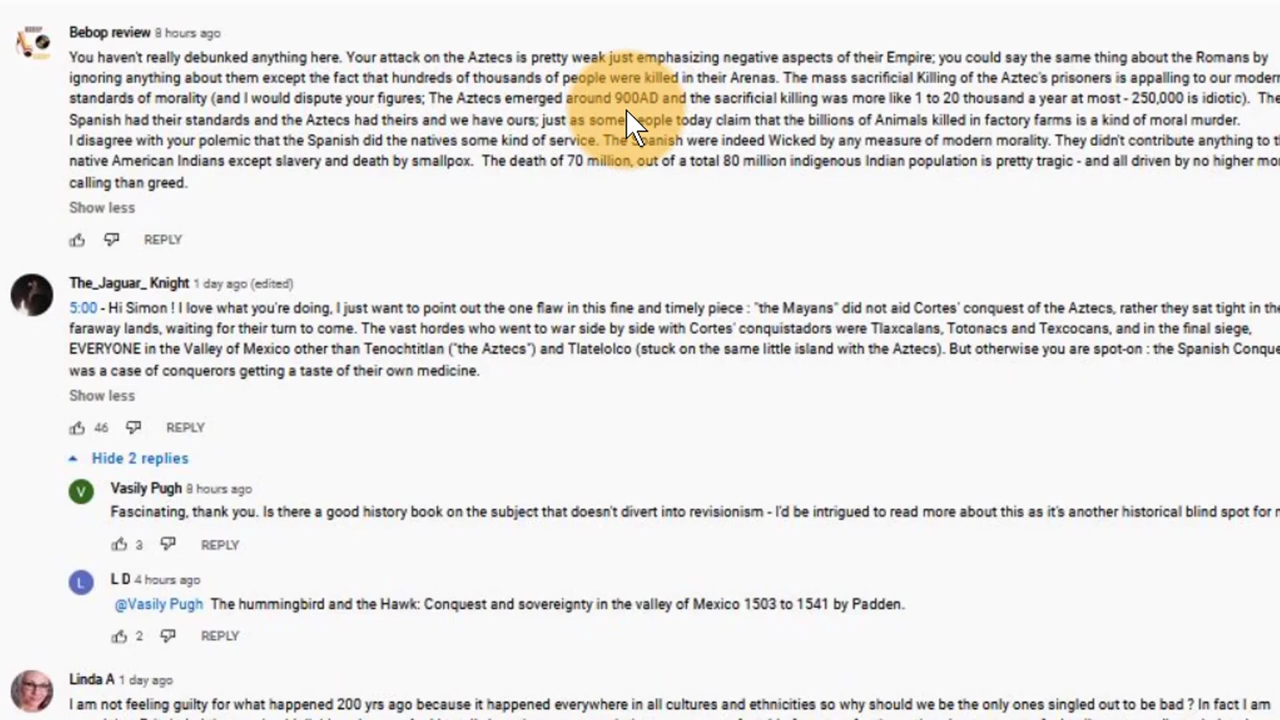 Bebop review 8 hours ago
You haven't really debunked anything here. Your attack on the Aztecs is pretty weak just emphasizing negative aspects of their Empire; you could say the same thing about the Romans by
ignoring anything about them except the fact that hundreds of thousands of people were killed in their Arenas. The mass sacrificial Killing of the Aztec's prisoners is appalling to our modern
standards of morality (and I would dispute your figures; The Aztecs emerged around 900AD and the sacrificial killing was more like 1 to 20 thousand a year at most - 250,000 is idiotic). The
Spanish had their standards and the Aztecs had theirs and we have ours; just as some people today claim that the billions of Animals killed in factory farms is a kind of moral murder.
I disagree with your polemic that the Spanish did the natives some kind of service. The Spanish were indeed Wicked by any measure of modern morality. They didn't contribute anything to
native American Indians except slavery and death by smallpox. The death of 70 million, out of a total 80 million indigenous Indian population is pretty tragic - and all driven by no higher
calling than greed.
Show less
REPLY
The_Jaguar_ Knight 1 day ago (edited)
5:00 - Hi Simon ! I love what you're doing, I just want to point out the one flaw in this fine and timely piece : "the Mayans" did not aid Cortes' conquest of the Aztecs, rather they sat tight in
faraway lands, waiting for their turn to come. The vast hordes who went to war side by side with Cortes' conquistadors were Tlaxcalans, Totonacs and Texcocans, and in the final siege,
EVERYONE in the Valley of Mexico other than Tenochtitlan ("the Aztecs") and Tlatelolco (stuck on the same little island with the Aztecs). But otherwise you are spot-on : the Spanish
was a case of conquerors getting a taste of their own medicine.
Show less
46 REPLY
Hide 2 replies
V Vasily Pugh 8 hours ago
Fascinating, thank you. Is there a good history book on the subject that doesn't divert into revisionism - I'd be intrigued to read more about this as it's another historical blind spot for
3 REPLY
L L D 4 hours ago
@Vasily Pugh The hummingbird and the Hawk: Conquest and sovereignty in the valley of Mexico 1503 to 1541 by Padden.
2 REPLY
Linda A 1 day ago
I am not feeling guilty for what happened 200 yrs ago because it happened everywhere in all cultures and ethnicities so why should we be the only ones singled out to be bad ? In fact I am